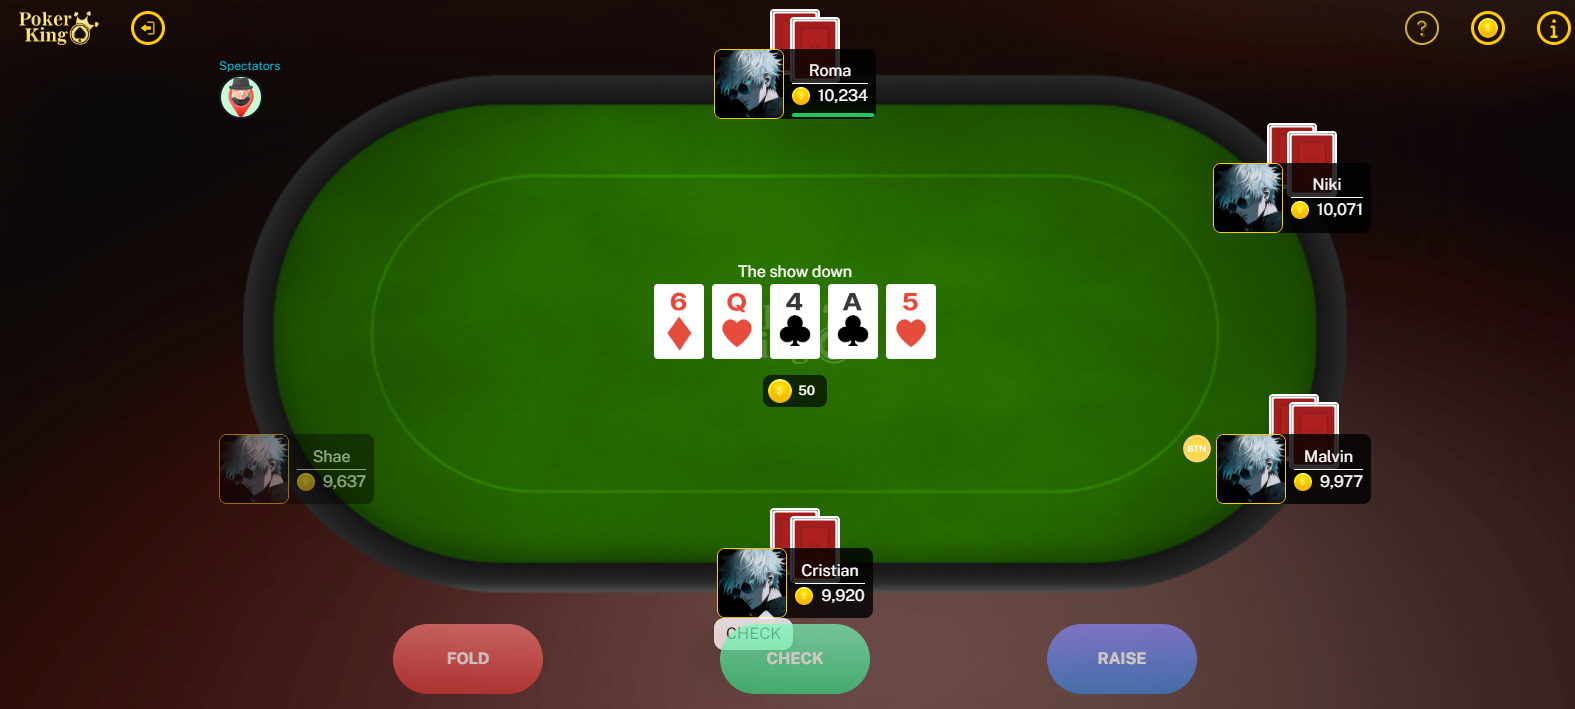 Poker
King
Spectators
Roma
10,234
Niki
10,071
The show down
6
Q
4
A
5
50
Shae
9,637
BTN
Malvin
9,977
Cristian
9,920
CHECK
FOLD
CHECK
RAISE